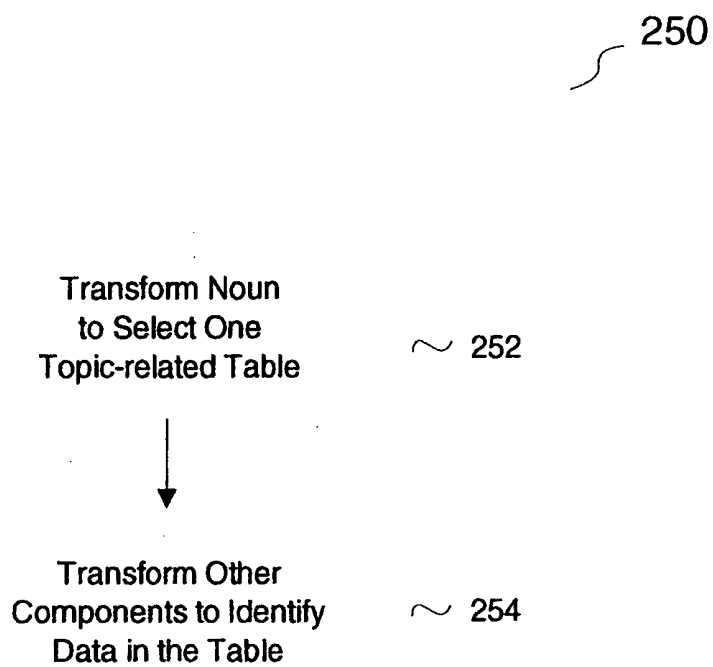 250
Transform Noun
to Select One
Topic-related Table
252
Transform Other
Components to Identify
Data in the Table
254